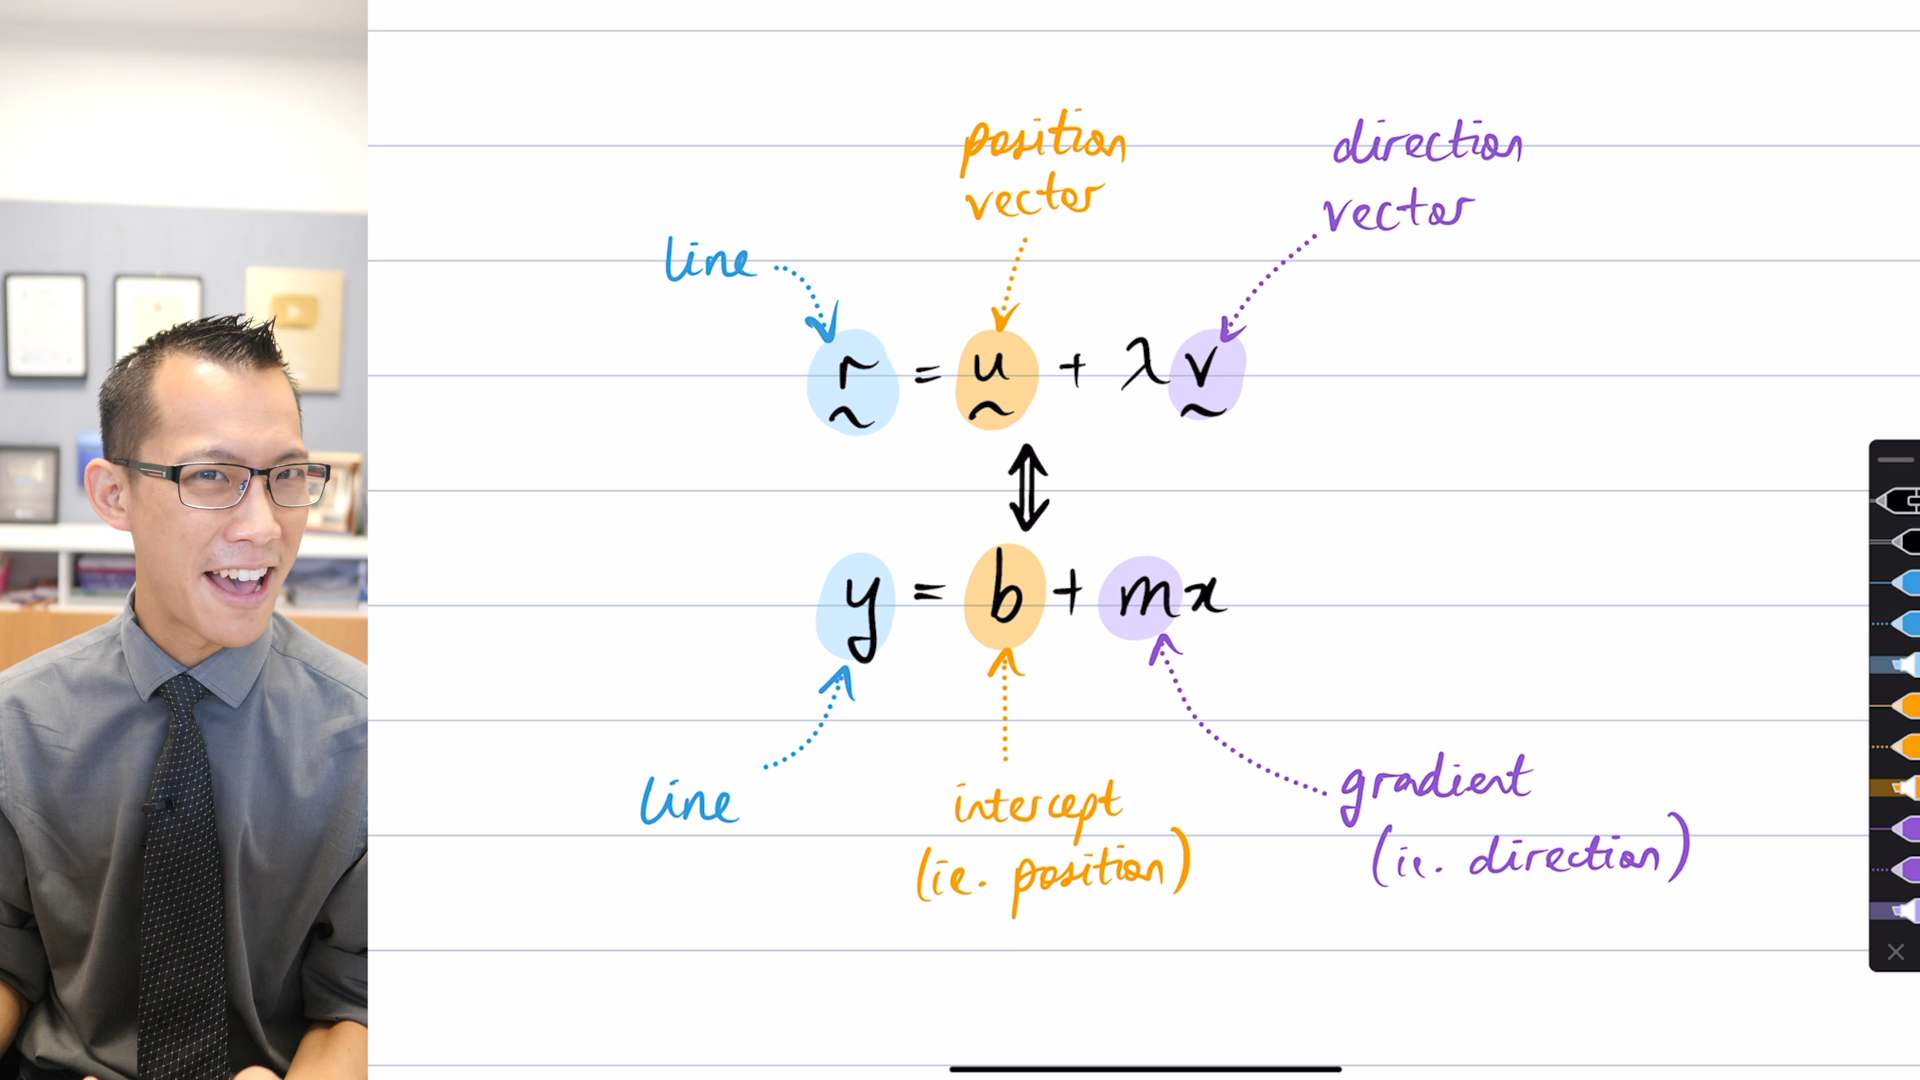 position
vector
direction
vector
line
r = u + λv
~ ~ ~
⇕
y = b + mx
line
intercept
(ie. position)
gradient
(ie. direction)